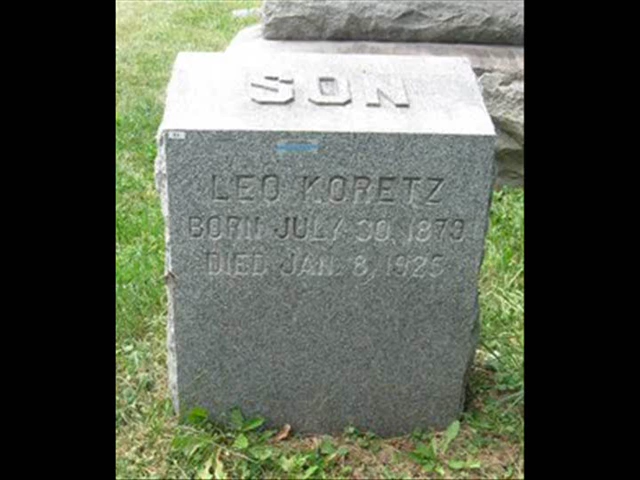 SON
LEO KORETZ
BORN JULY 30, 1879
DIED JAN. 8, 1925